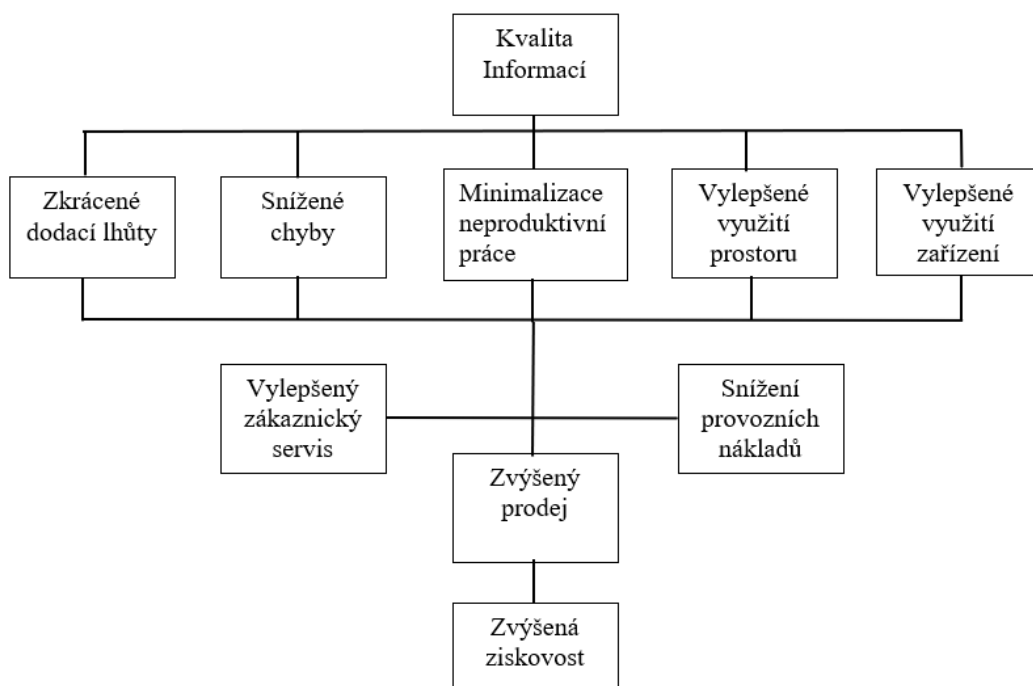 Kvalita
Informací
Zkrácené
dodací lhůty
Snížené
chyby
Minimalizace
neproduktivní
práce
Vylepšené
využití
prostoru
Vylepšené
využití
zařízení
Vylepšený
zákaznický
servis
Snížení
provozních
nákladů
Zvýšený
prodej
Zvýšená
ziskovost